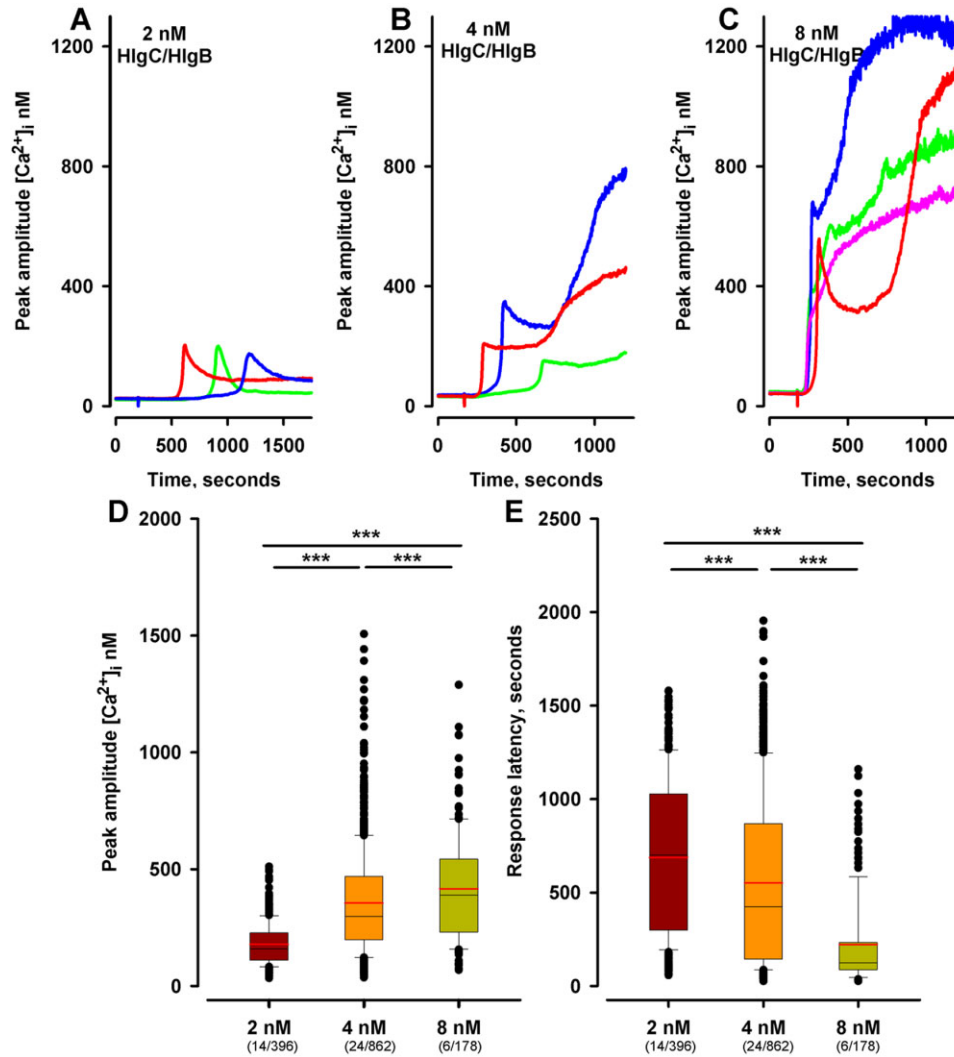 A
2 nM
HlgC/HlgB
Peak amplitude [Ca2+]i nM
1200
800
400
0
0 500 1000 1500
Time, seconds
B
4 nM
HlgC/HlgB
Peak amplitude [Ca2+]i nM
1200
800
400
0
0 500 1000
Time, seconds
C
8 nM
HlgC/HlgB
Peak amplitude [Ca2+]i nM
1200
800
400
0
0 500 1000
Time, seconds
D
Peak amplitude [Ca2+]i nM
2000
1500
1000
500
0
***
*** ***
2 nM 4 nM 8 nM
(14/396) (24/862) (6/178)
E
Response latency, seconds
2500
2000
1500
1000
500
0
***
*** ***
2 nM 4 nM 8 nM
(14/396) (24/862) (6/178)